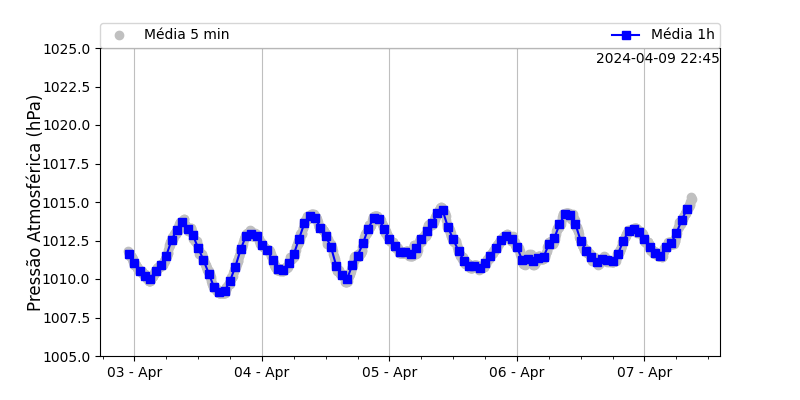 Média 5 min
Média 1h
2024-04-09 22:45
Pressão Atmosférica (hPa)
1025.0
1022.5
1020.0
1017.5
1015.0
1012.5
1010.0
1007.5
1005.0
03 - Apr
04 - Apr
05 - Apr
06 - Apr
07 - Apr